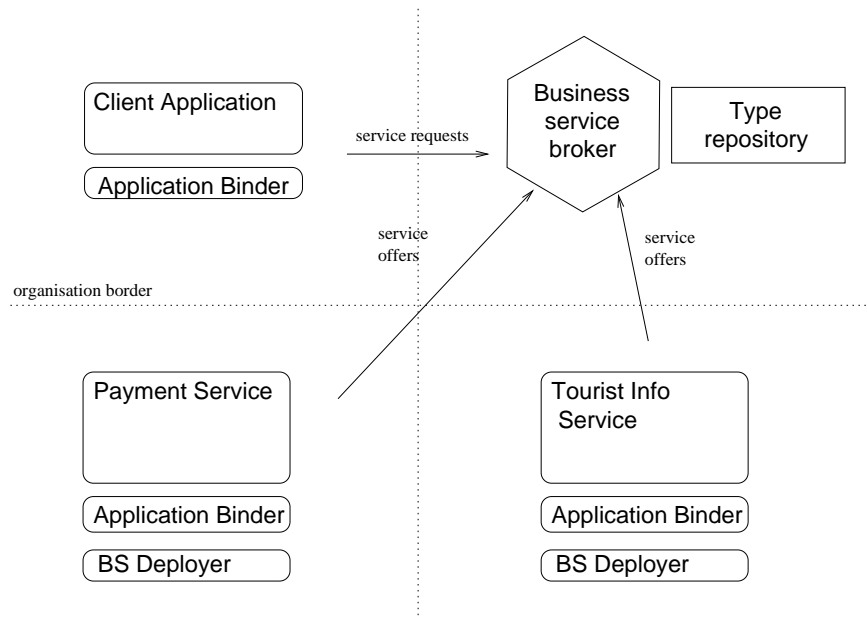 Client Application
Application Binder
service requests
Business
service
broker
Type
repository
service
offers
service
offers
organisation border
Payment Service
Application Binder
BS Deployer
Tourist Info
Service
Application Binder
BS Deployer